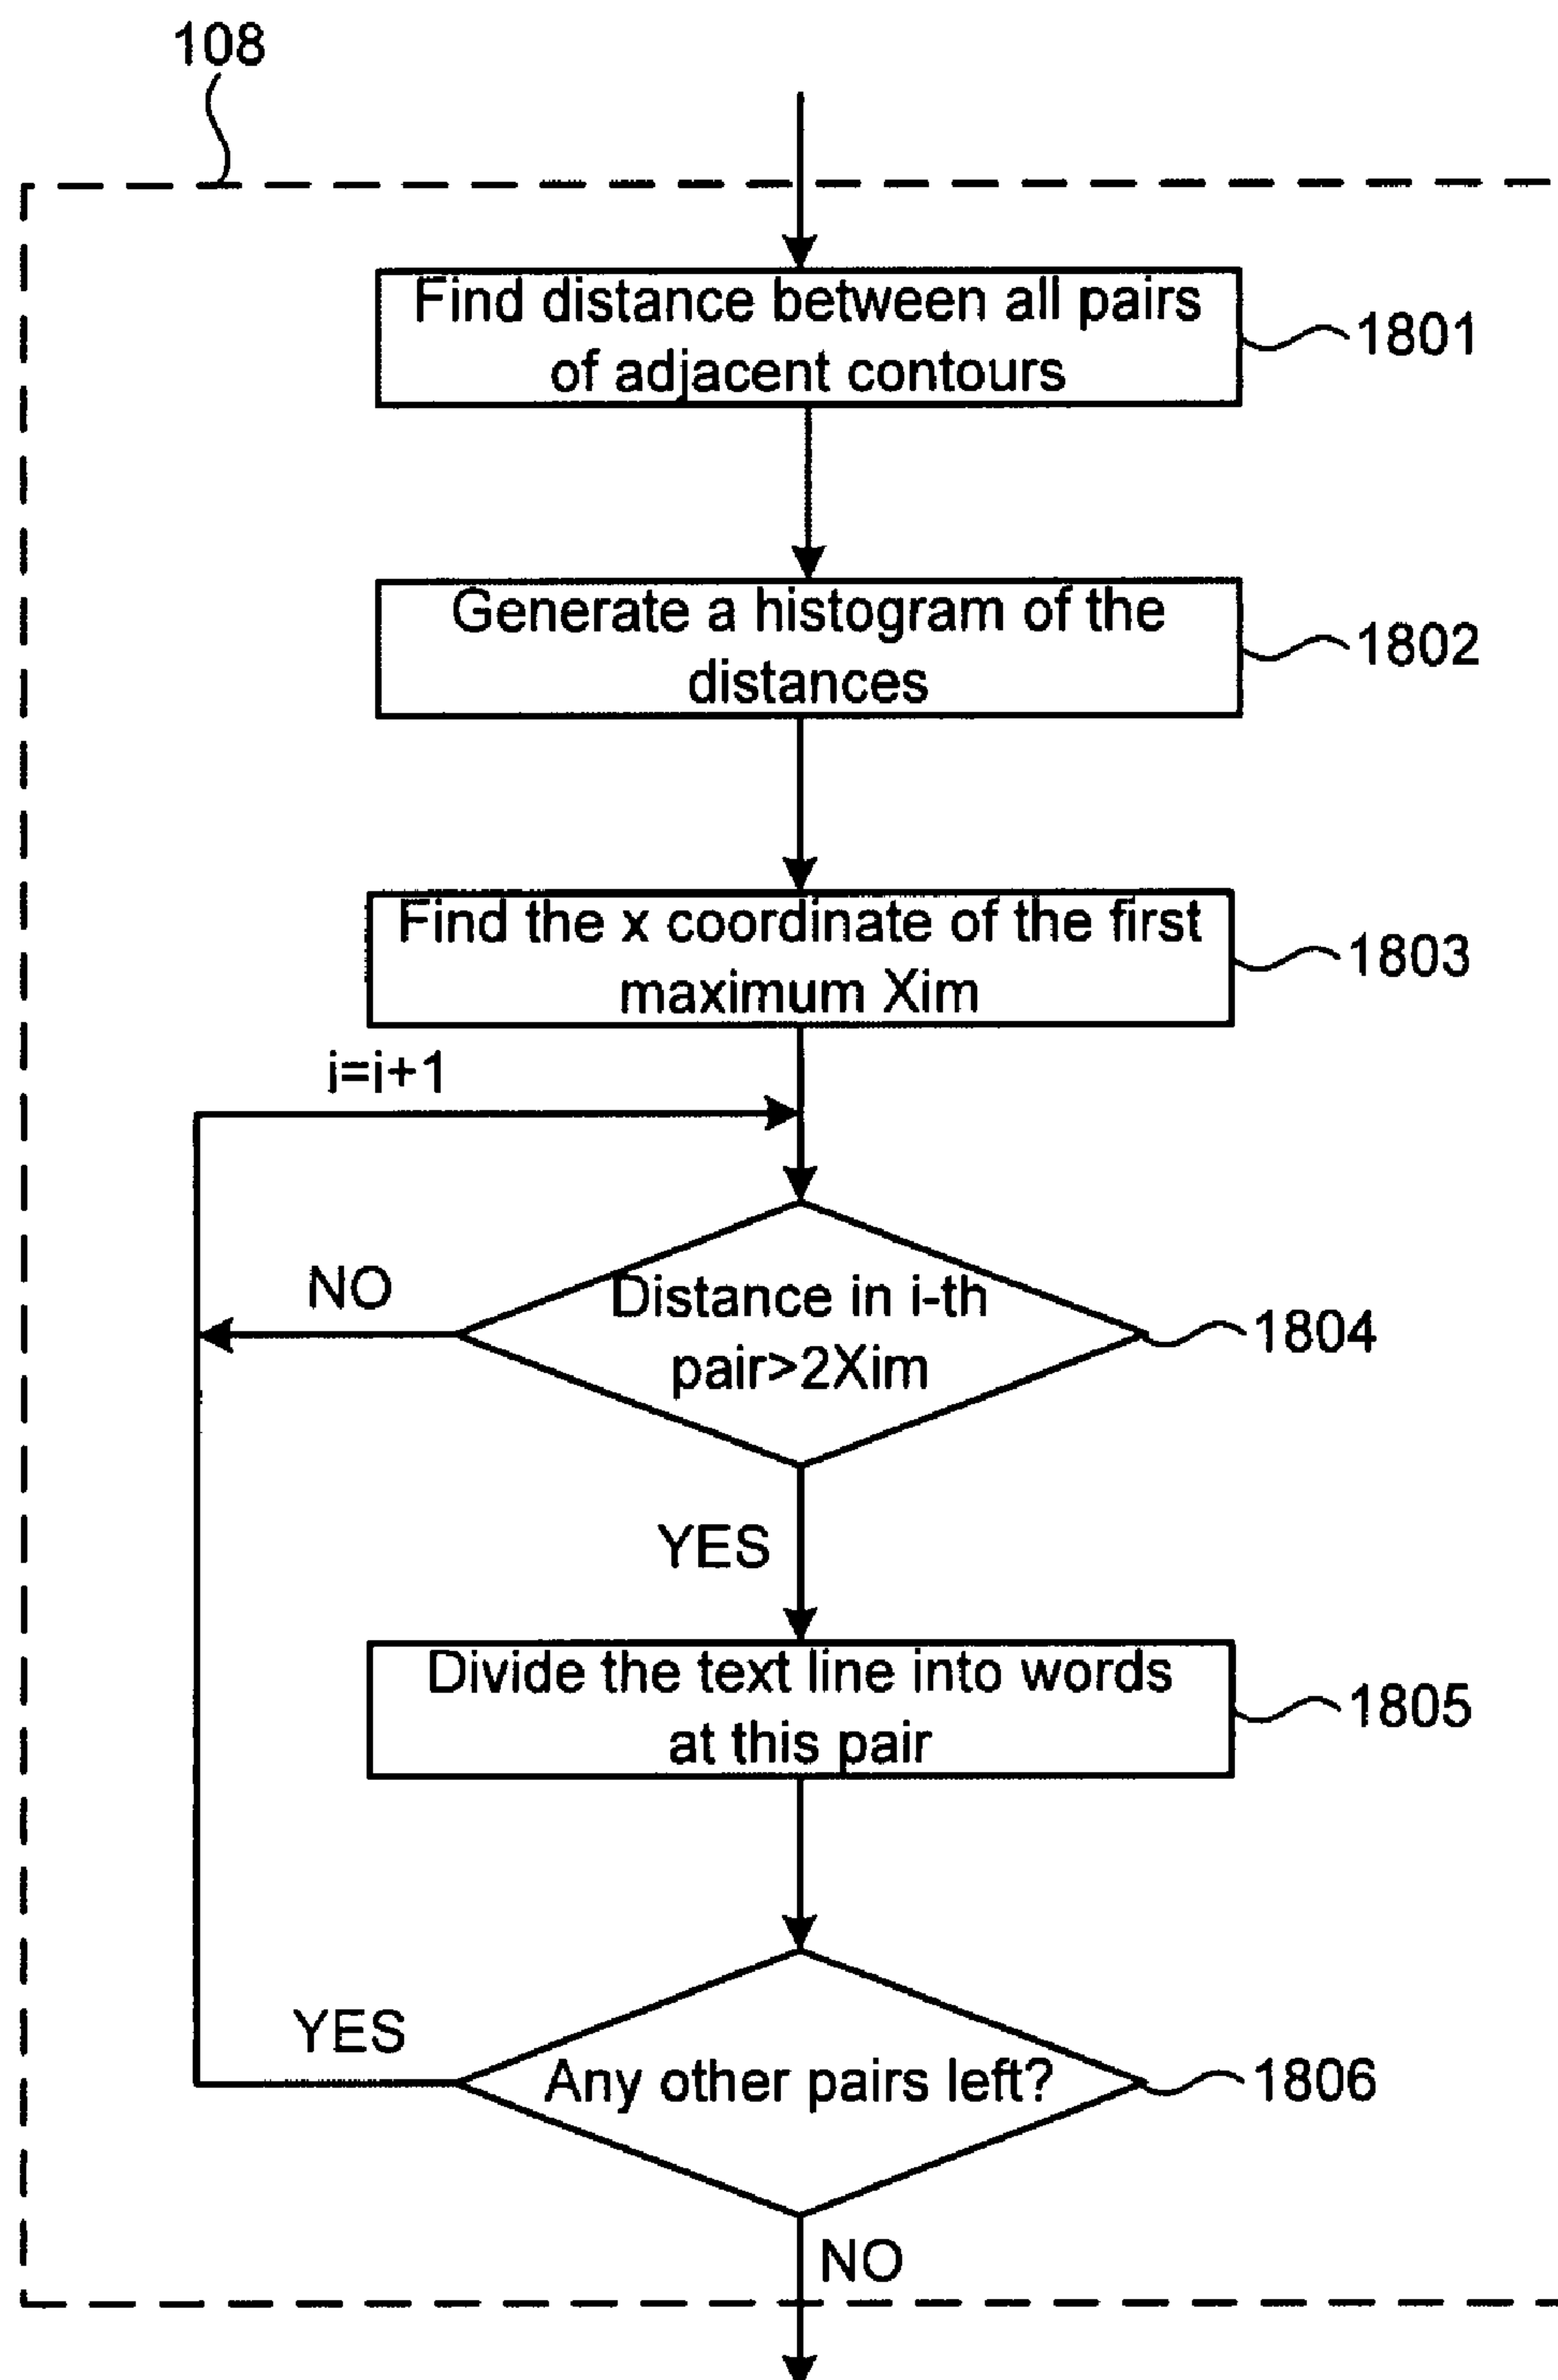 108
Find distance between all pairs
of adjacent contours
1801
Generate a histogram of the
distances
1802
Find the x coordinate of the first
maximum Xim
1803
i=i+1
NO
Distance in i-th
pair>2Xim
1804
YES
Divide the text line into words
at this pair
1805
YES
Any other pairs left?
1806
NO